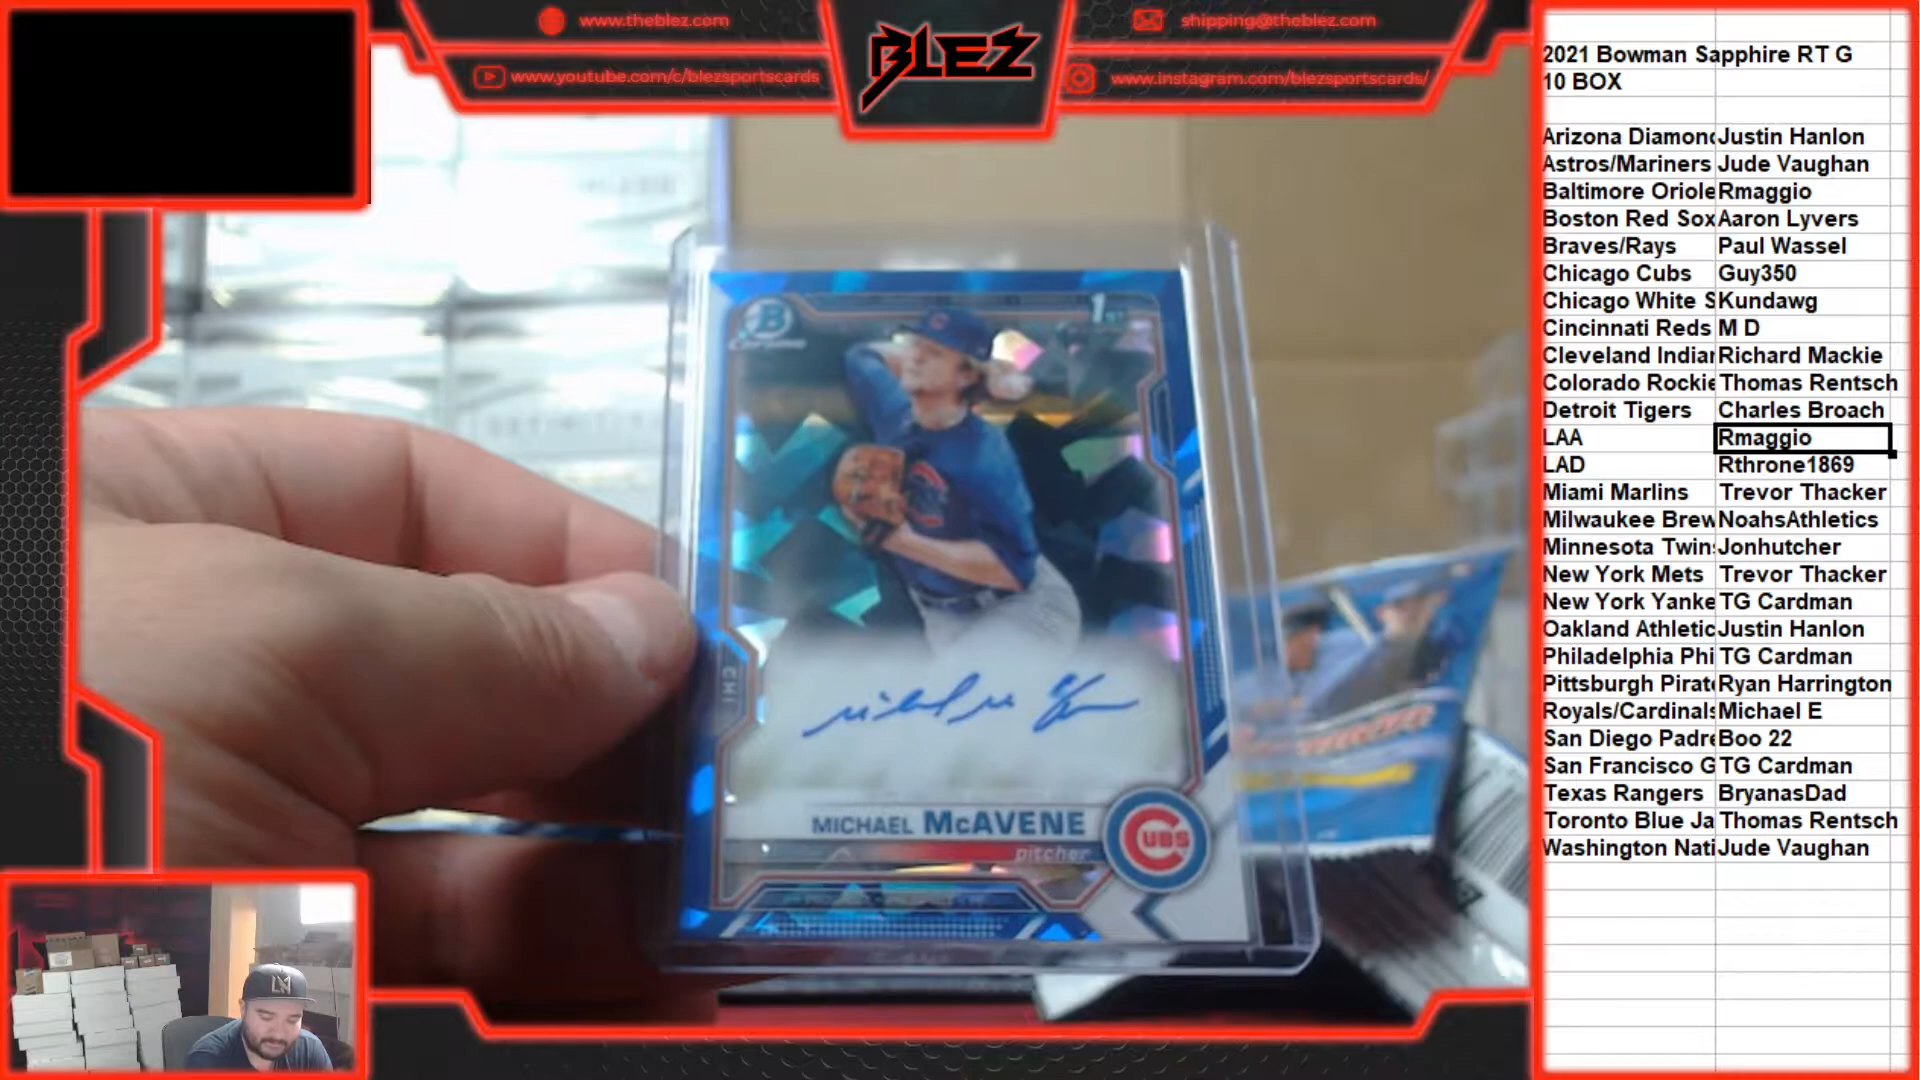 www.theblez.com
BLEZ
shipping@theblez.com
www.youtube.com/c/blezsportscards
www.instagram.com/blezsportscards/
B
Chrome
1ST
CHI
MICHAEL McAVENE
pitcher
CUBS
2021 Bowman Sapphire RT G
10 BOX
Arizona Diamond Justin Hanlon
Astros/Mariners Jude Vaughan
Baltimore Oriole Rmaggio
Boston Red Sox Aaron Lyvers
Braves/Rays Paul Wassel
Chicago Cubs Guy350
Chicago White S Kundawg
Cincinnati Reds M D
Cleveland Indian Richard Mackie
Colorado Rockie Thomas Rentsch
Detroit Tigers Charles Broach
LAA Rmaggio
LAD Rthrone1869
Miami Marlins Trevor Thacker
Milwaukee Brew NoahsAthletics
Minnesota Twins Jonhutcher
New York Mets Trevor Thacker
New York Yanke TG Cardman
Oakland Athletic Justin Hanlon
Philadelphia Phi TG Cardman
Pittsburgh Pirate Ryan Harrington
Royals/Cardinals Michael E
San Diego Padre Boo 22
San Francisco G TG Cardman
Texas Rangers BryanasDad
Toronto Blue Ja Thomas Rentsch
Washington Nati Jude Vaughan